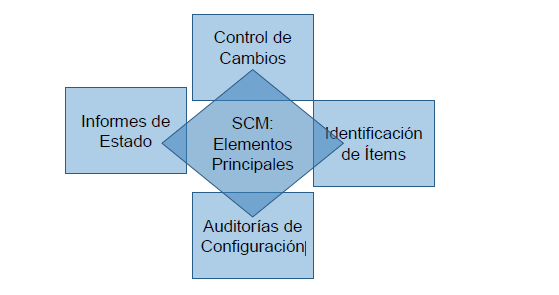 Control de
Cambios
Informes de
Estado
SCM:
Elementos
Principales
Identificación
de Ítems
Auditorías de
Configuración